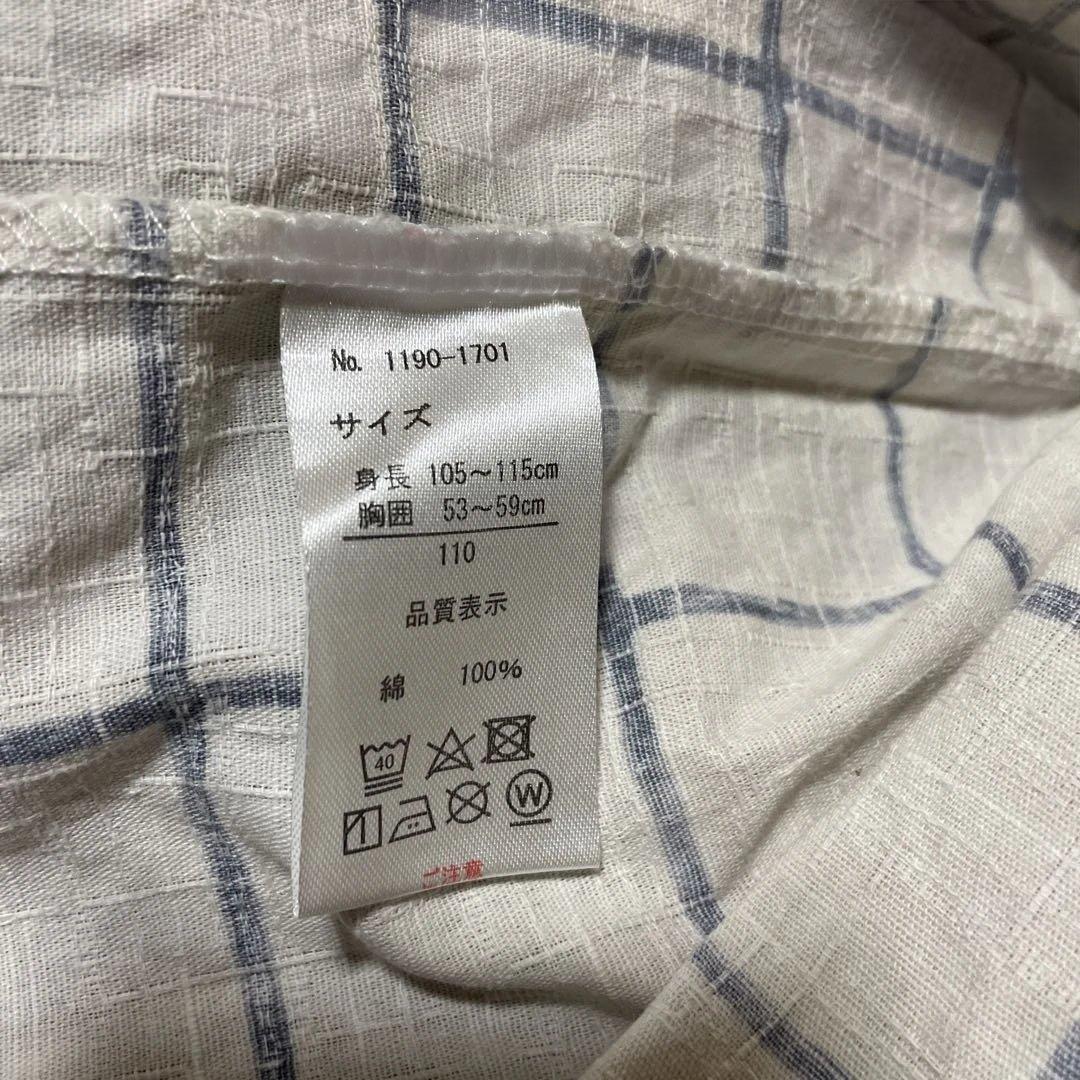 No. 1190-1701
サイズ
身長 105～115cm
胸囲 53～59cm
110
品質表示
綿 100%
40
W
ご注意